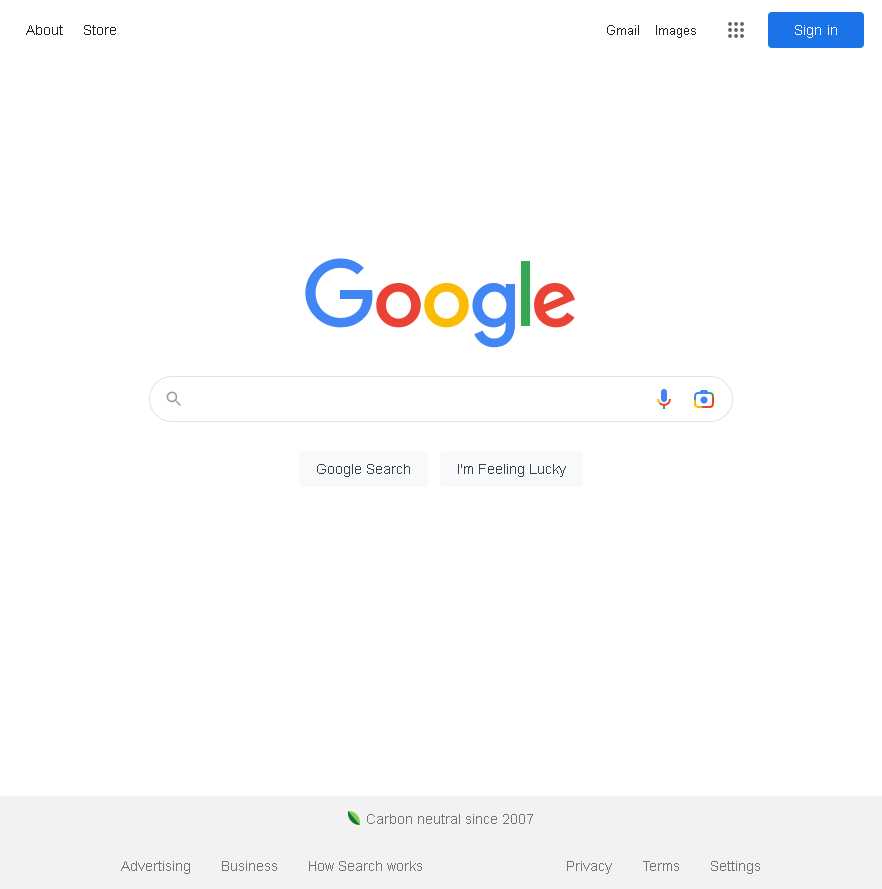 About Store Gmail Images Sign in
Google
Google Search I'm Feeling Lucky
Carbon neutral since 2007
Advertising Business How Search works Privacy Terms Settings